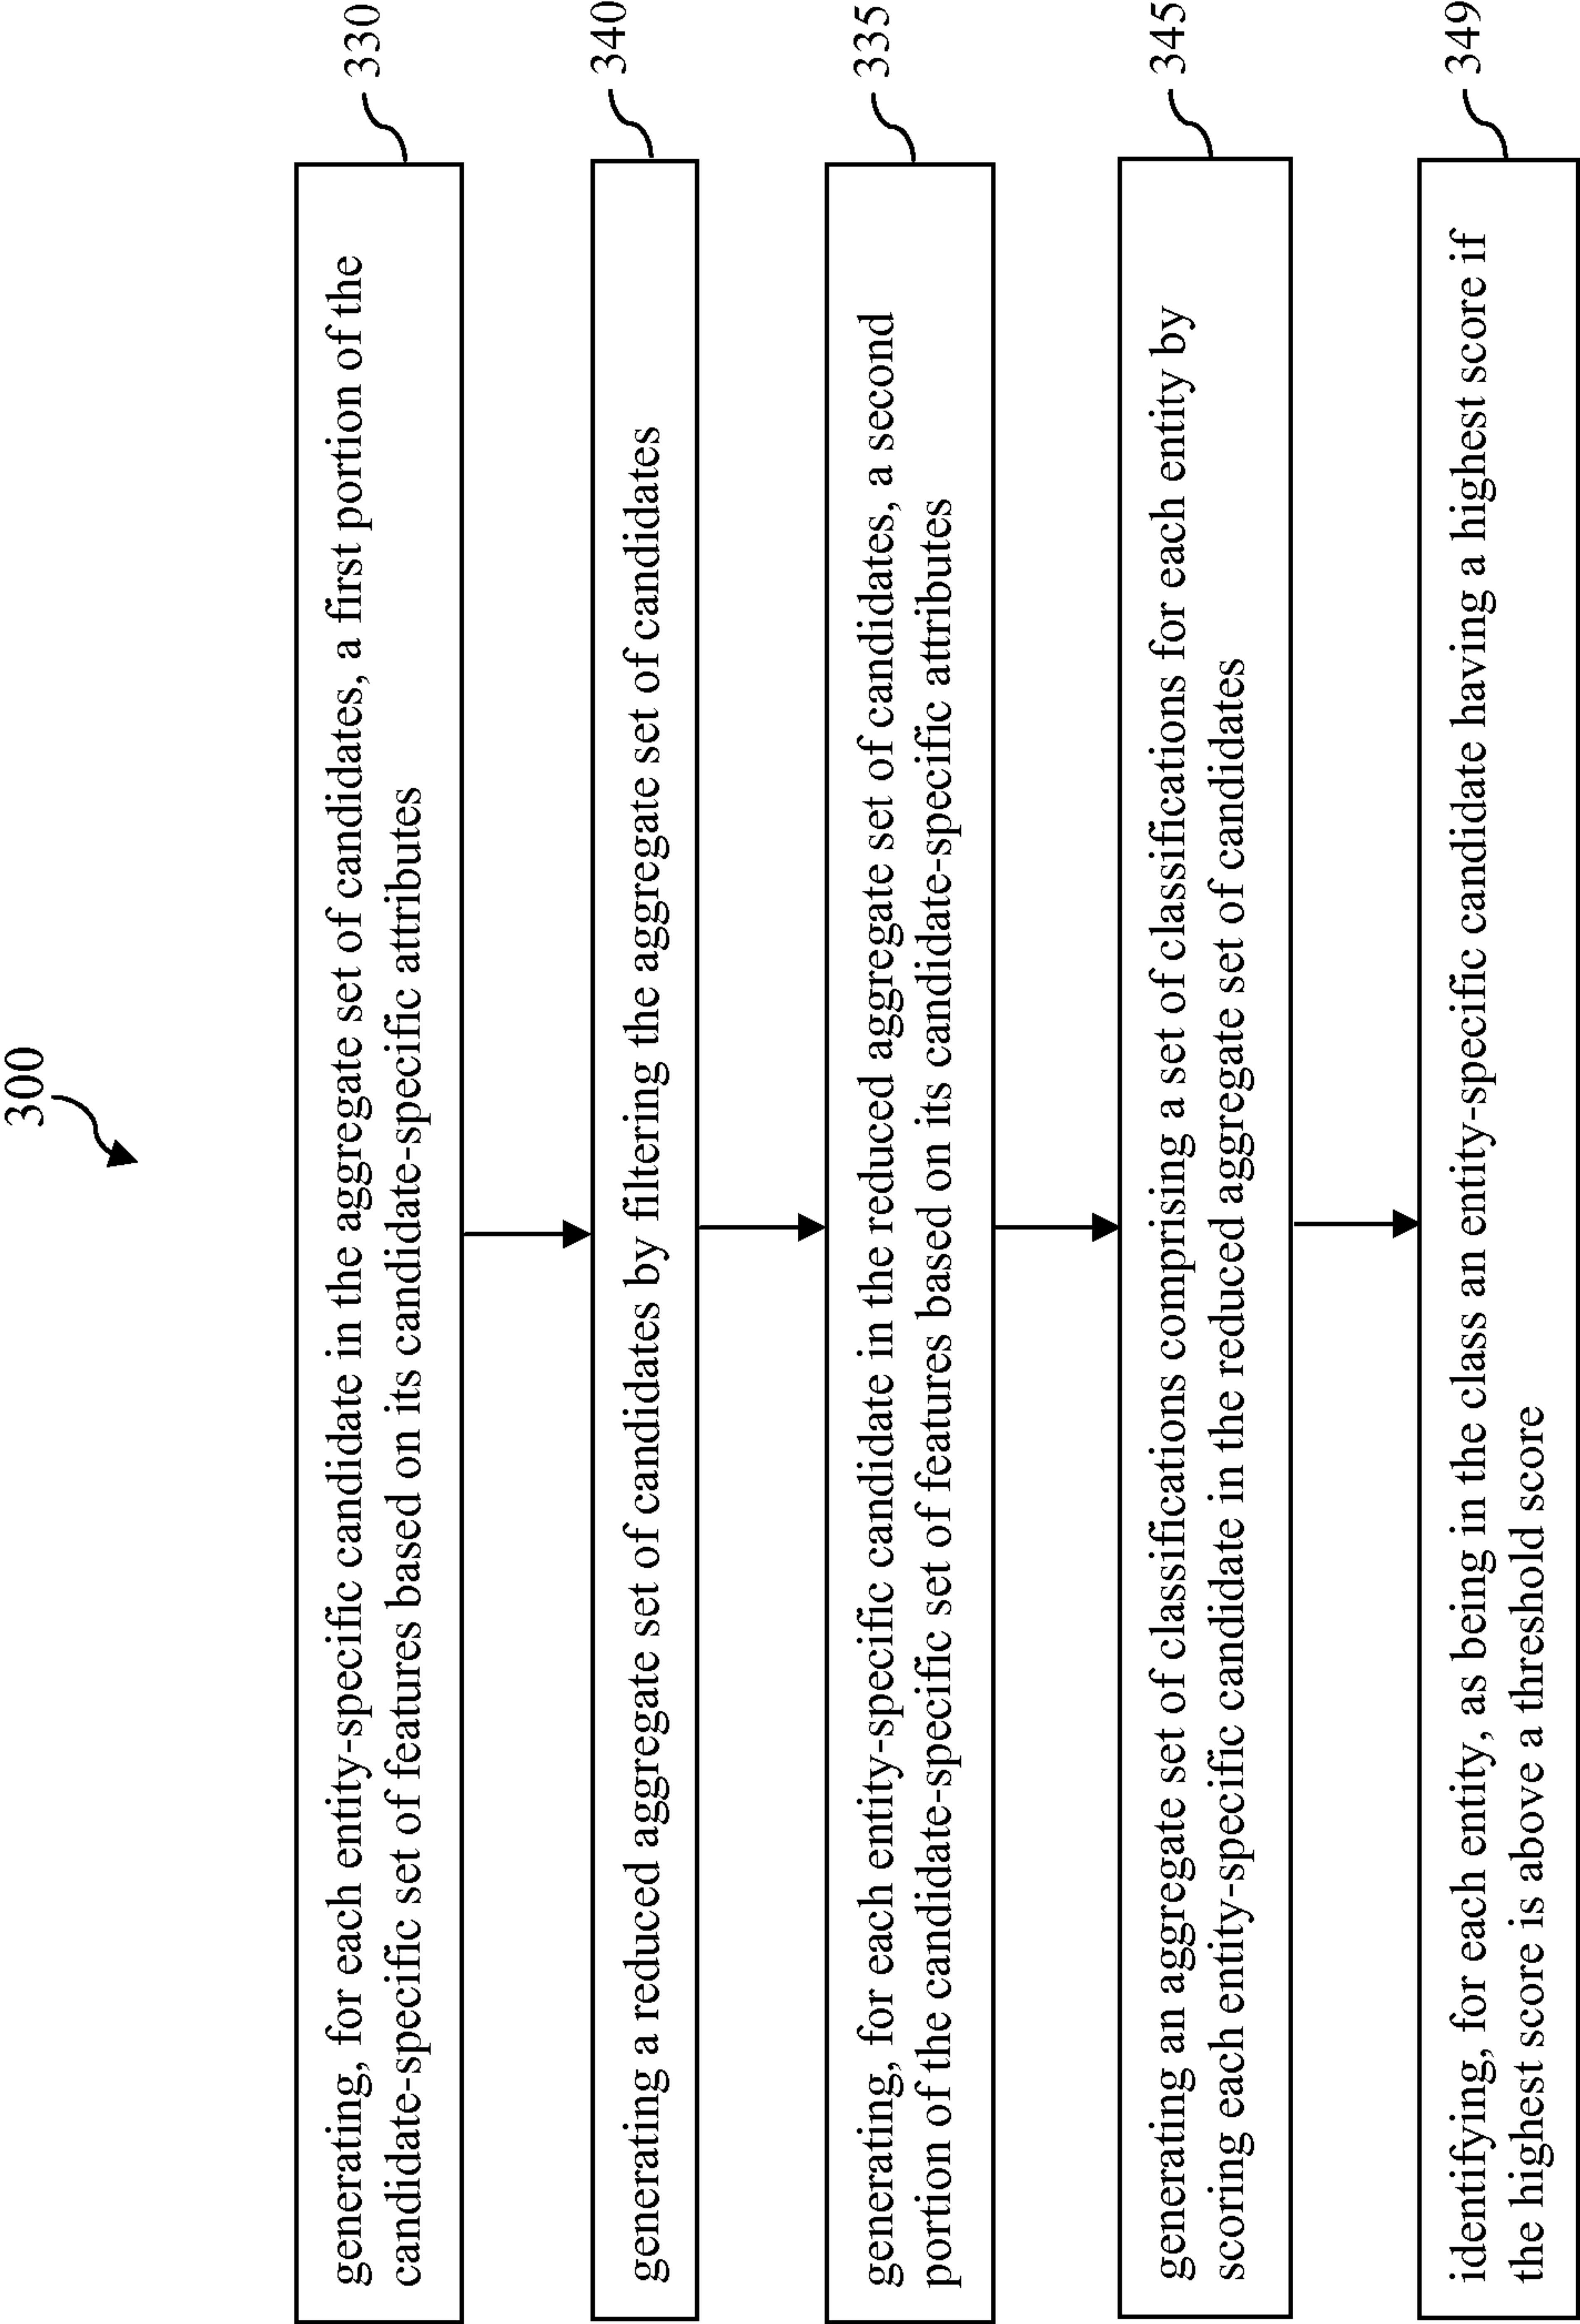 300
generating, for each entity-specific candidate in the aggregate set of candidates, a first portion of the
candidate-specific set of features based on its candidate-specific attributes
330
generating a reduced aggregate set of candidates by filtering the aggregate set of candidates
340
generating, for each entity-specific candidate in the reduced aggregate set of candidates, a second
portion of the candidate-specific set of features based on its candidate-specific attributes
335
generating an aggregate set of classifications comprising a set of classifications for each entity by
scoring each entity-specific candidate in the reduced aggregate set of candidates
345
identifying, for each entity, as being in the class an entity-specific candidate having a highest score if
the highest score is above a threshold score
349